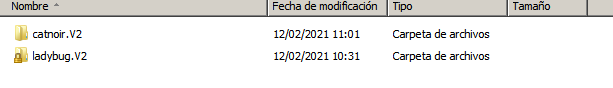 Nombre Fecha de modificación Tipo Tamaño
catnoir.V2 12/02/2021 11:01 Carpeta de archivos
ladybug.V2 12/02/2021 10:31 Carpeta de archivos